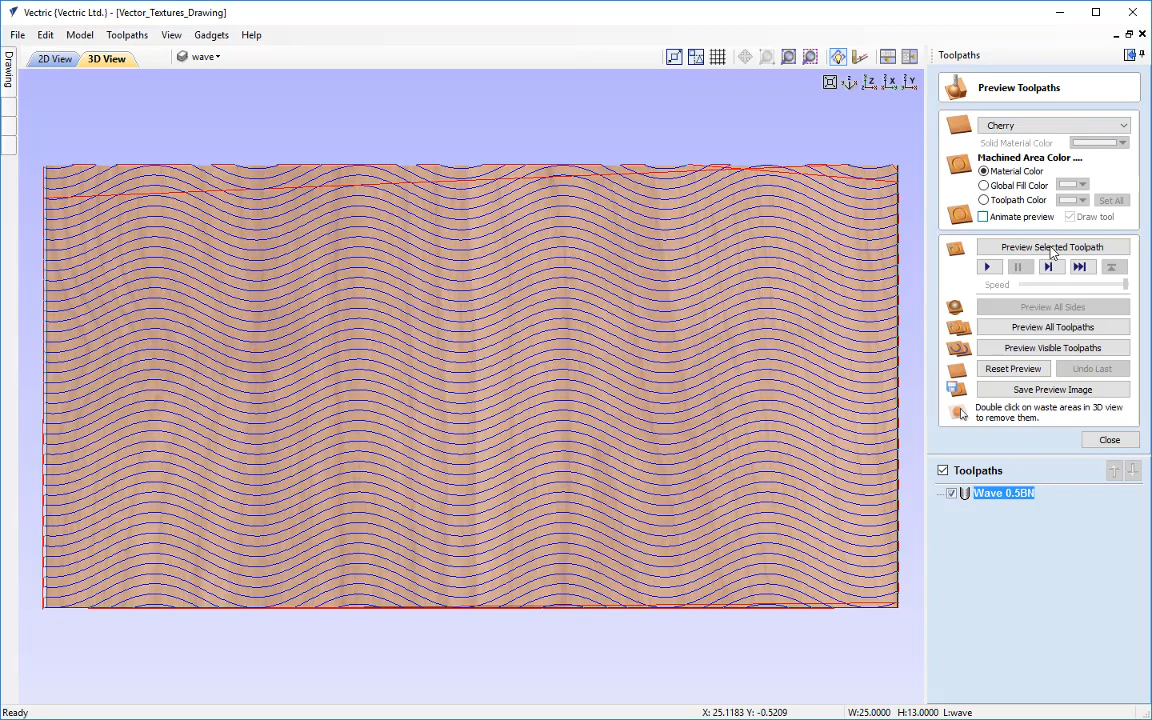 Vectric {Vectric Ltd.} - [Vector_Textures_Drawing]
File Edit Model Toolpaths View Gadgets Help
Drawing
2D View
3D View
wave
Z X Y
Toolpaths
Preview Toolpaths
Cherry
Solid Material Color
Machined Area Color ....
Material Color
Global Fill Color
Toolpath Color
Set All
Animate preview
Draw tool
Preview Selected Toolpath
Speed
Preview All Sides
Preview All Toolpaths
Preview Visible Toolpaths
Reset Preview
Undo Last
Save Preview Image
Double click on waste areas in 3D view
to remove them.
Close
Toolpaths
Wave 0.5BN
Ready
X: 25.1183 Y: -0.5209
W:25.0000 H:13.0000 L:wave